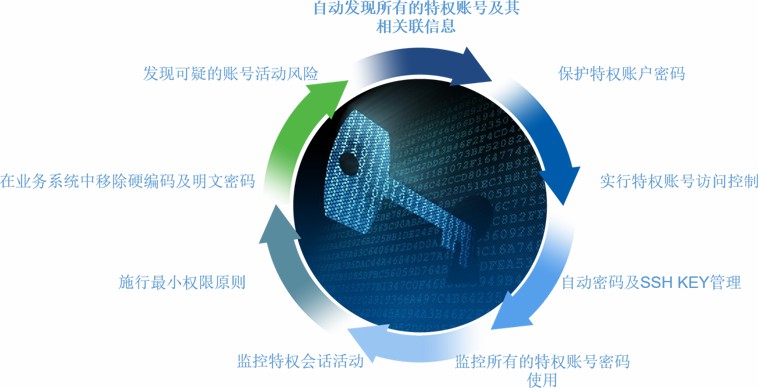 自动发现所有的特权账号及其
相关联信息
发现可疑的账号活动风险
保护特权账户密码
在业务系统中移除硬编码及明文密码
实行特权账号访问控制
施行最小权限原则
自动密码及SSH KEY管理
监控特权会话活动
监控所有的特权账号密码
使用